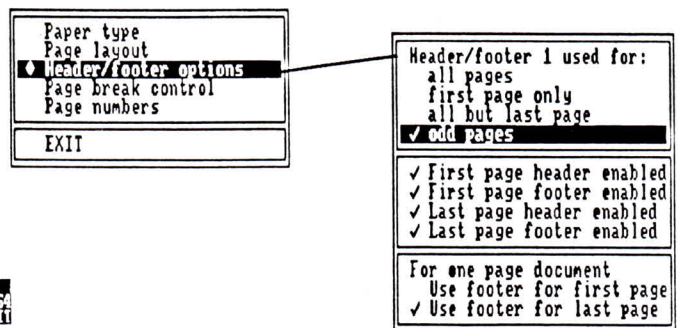 Paper type
Page layout
♦ Header/footer options
Page break control
Page numbers
EXIT
Header/footer 1 used for:
all pages
first page only
all but last page
✓ odd pages
✓ First page header enabled
✓ First page footer enabled
✓ Last page header enabled
✓ Last page footer enabled
For one page document
Use footer for first page
✓ Use footer for last page